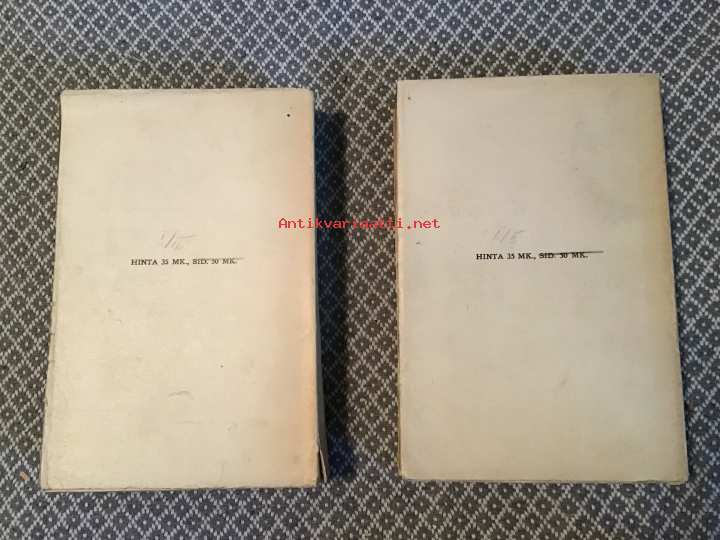 Antikvariaatti.net
HINTA 35 MK., SID. 50 MK.
HINTA 35 MK., SID. 50 MK.